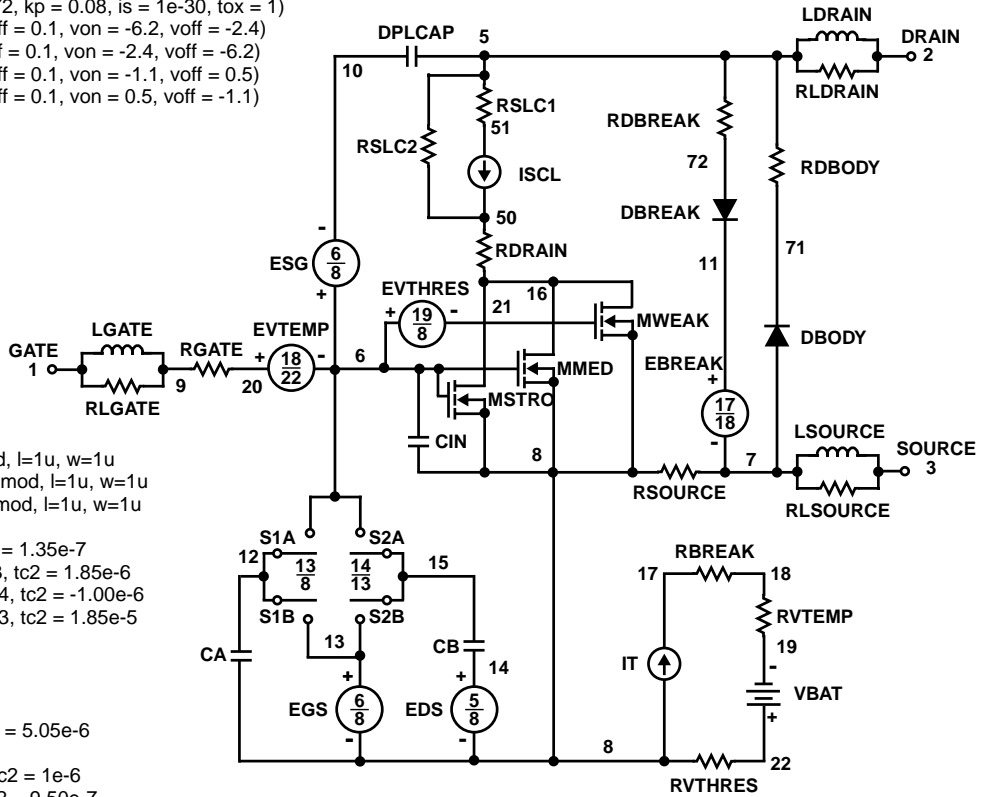 2, kp = 0.08, is = 1e-30, tox = 1)
ff = 0.1, von = -6.2, voff = -2.4)
f = 0.1, von = -2.4, voff = -6.2)
ff = 0.1, von = -1.1, voff = 0.5)
ff = 0.1, von = 0.5, voff = -1.1)
DPLCAP
5
10
LDRAIN
DRAIN
2
RLDRAIN
RSLC1
51
RSLC2
ISCL
50
RDRAIN
RDBREAK
72
DBREAK
11
RDBODY
71
DBODY
-
ESG
6
8
+
EVTHRES
+
19
8
-
16
21
MWEAK
MMED
MSTRO
EBREAK
+
17
18
-
GATE
1
LGATE
RLGATE
9
RGATE
20
EVTEMP
+
18
22
-
6
CIN
8
RSOURCE
7
LSOURCE
SOURCE
3
RLSOURCE
d, l=1u, w=1u
mod, l=1u, w=1u
mod, l=1u, w=1u
= 1.35e-7
, tc2 = 1.85e-6
4, tc2 = -1.00e-6
3, tc2 = 1.85e-5
= 5.05e-6
c2 = 1e-6
S1A
S2A
12
13
8
14
13
15
S1B
S2B
13
CA
CB
14
+
EGS
6
8
-
+
EDS
5
8
-
8
RBREAK
17
18
RVTEMP
19
IT
-
VBAT
+
22
RVTHRES